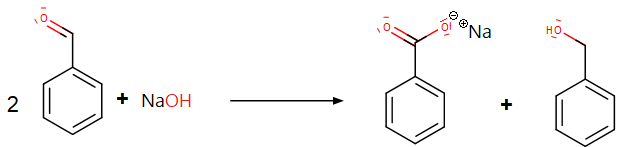 O O O Na HO
2 + NaOH +